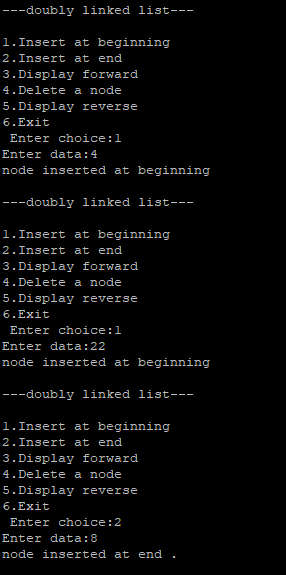 ---doubly linked list---
1.Insert at beginning
2.Insert at end
3.Display forward
4.Delete a node
5.Display reverse
6.Exit
 Enter choice:1
Enter data:4
node inserted at beginning
---doubly linked list---
1.Insert at beginning
2.Insert at end
3.Display forward
4.Delete a node
5.Display reverse
6.Exit
 Enter choice:1
Enter data:22
node inserted at beginning
---doubly linked list---
1.Insert at beginning
2.Insert at end
3.Display forward
4.Delete a node
5.Display reverse
6.Exit
 Enter choice:2
Enter data:8
node inserted at end .